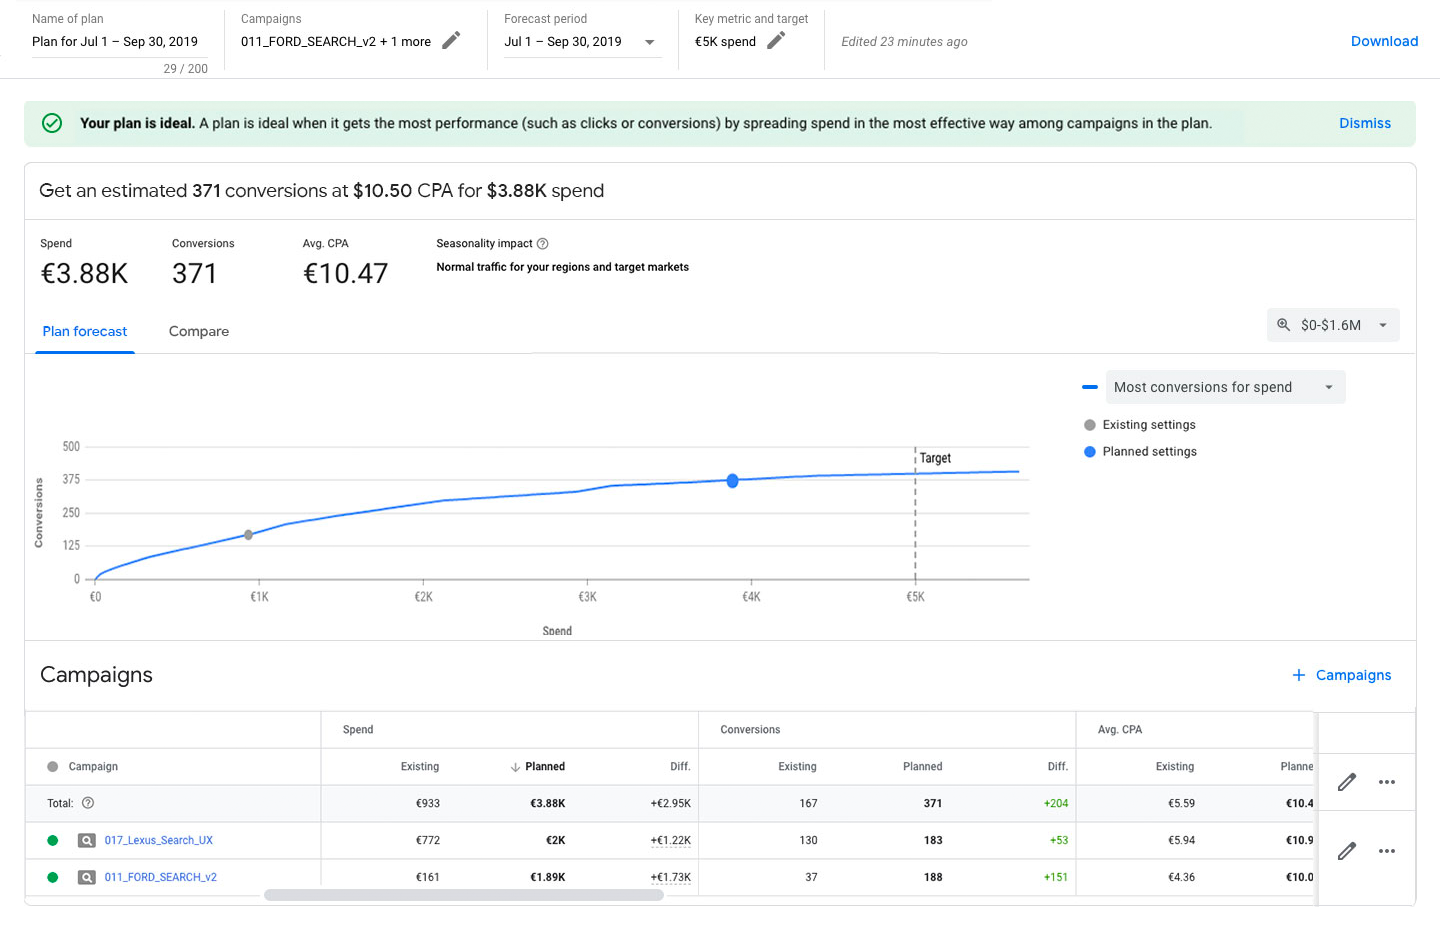 Name of plan
Campaigns
Forecast period
Key metric and target
Plan for Jul 1 – Sep 30, 2019
011_FORD_SEARCH_v2 + 1 more
Jul 1 – Sep 30, 2019
€5K spend
Edited 23 minutes ago
Download
29 / 200
Your plan is ideal. A plan is ideal when it gets the most performance (such as clicks or conversions) by spreading spend in the most effective way among campaigns in the plan.
Dismiss
Get an estimated 371 conversions at $10.50 CPA for $3.88K spend
Spend
Conversions
Avg. CPA
Seasonality impact
€3.88K
371
€10.47
Normal traffic for your regions and target markets
Plan forecast
Compare
$0-$1.6M
Most conversions for spend
Existing settings
Planned settings
Conversions
500
375
250
125
0
Target
€0
€1K
€2K
€3K
€4K
€5K
Spend
Campaigns
+ Campaigns
Spend
Conversions
Avg. CPA
Campaign
Existing
Planned
Diff.
Existing
Planned
Diff.
Existing
Planne
Total:
€933
€3.88K
+€2.95K
167
371
+204
€5.59
€10.4
017_Lexus_Search_UX
€772
€2K
+€1.22K
130
183
+53
€5.94
€10.9
011_FORD_SEARCH_v2
€161
€1.89K
+€1.73K
37
188
+151
€4.36
€10.0